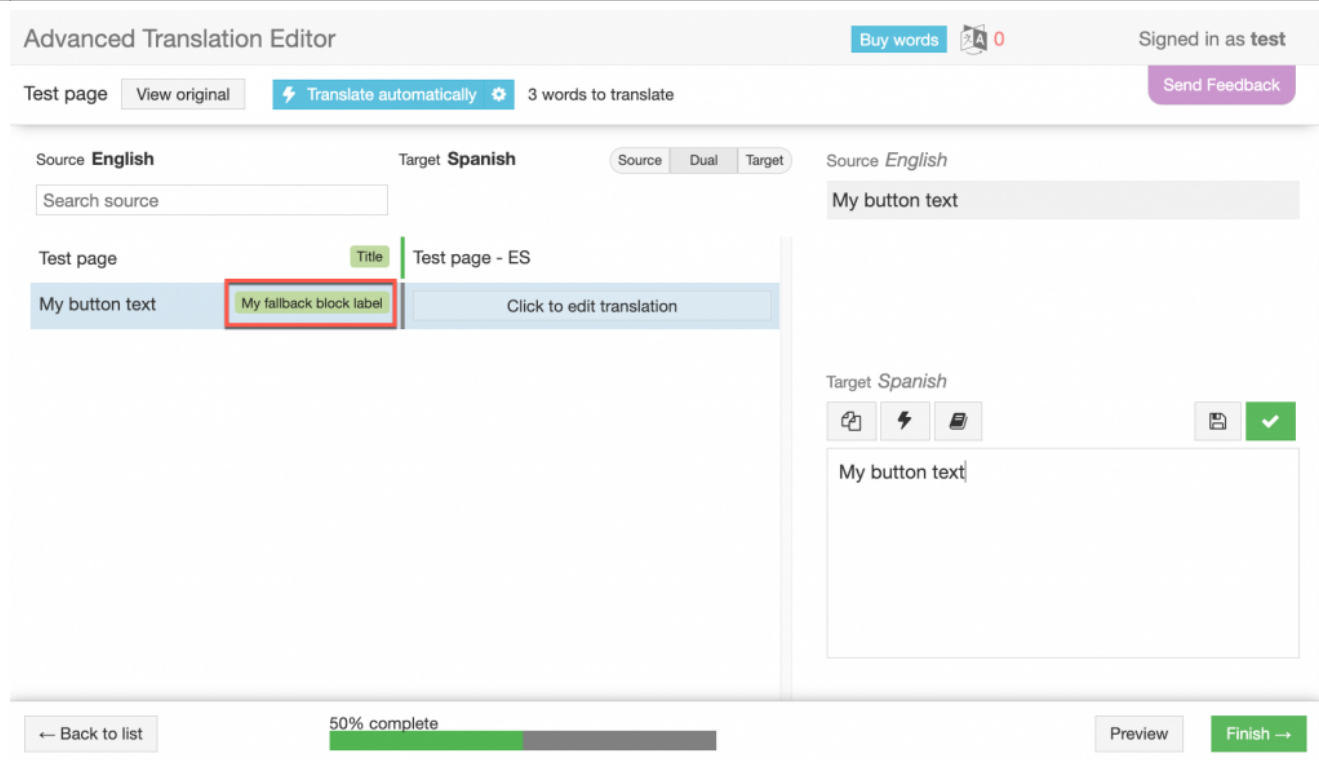 Advanced Translation Editor Buy words 0 Signed in as test
Test page View original Translate automatically 3 words to translate Send Feedback
Source English Target Spanish Source Dual Target Source English
Search source My button text
Test page Title Test page - ES
My button text My fallback block label Click to edit translation
Target Spanish
My button text
← Back to list 50% complete Preview Finish →